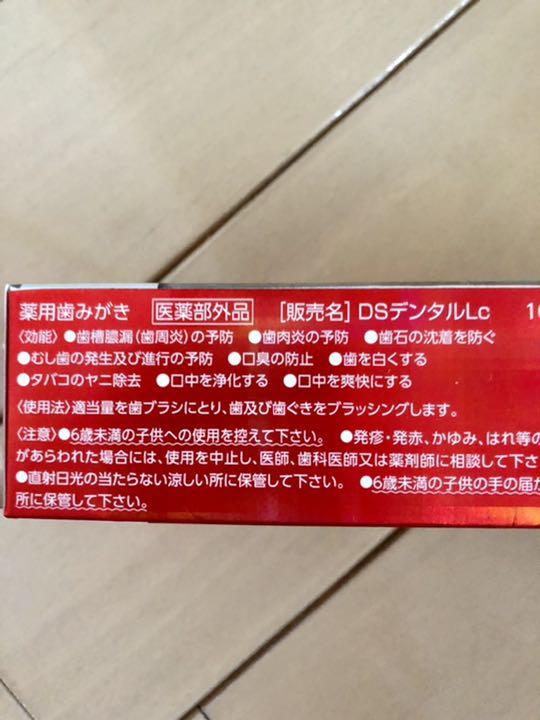 薬用歯みがき 医薬部外品 [販売名] DSデンタルLc
〈効能〉●歯槽膿漏(歯周炎)の予防 ●歯肉炎の予防 ●歯石の沈着を防ぐ
●むし歯の発生及び進行の予防 ●口臭の防止 ●歯を白くする
●タバコのヤニ除去 ●口中を浄化する ●口中を爽快にする
〈使用法〉適当量を歯ブラシにとり、歯及び歯ぐきをブラッシングします。
〈注意〉●6歳未満の子供への使用を控えて下さい。 ●発疹・発赤、かゆみ、はれ等の
があらわれた場合には、使用を中止し、医師、歯科医師又は薬剤師に相談して下さ
●直射日光の当たらない涼しい所に保管して下さい。 ●6歳未満の子供の手の届か
所に保管して下さい。